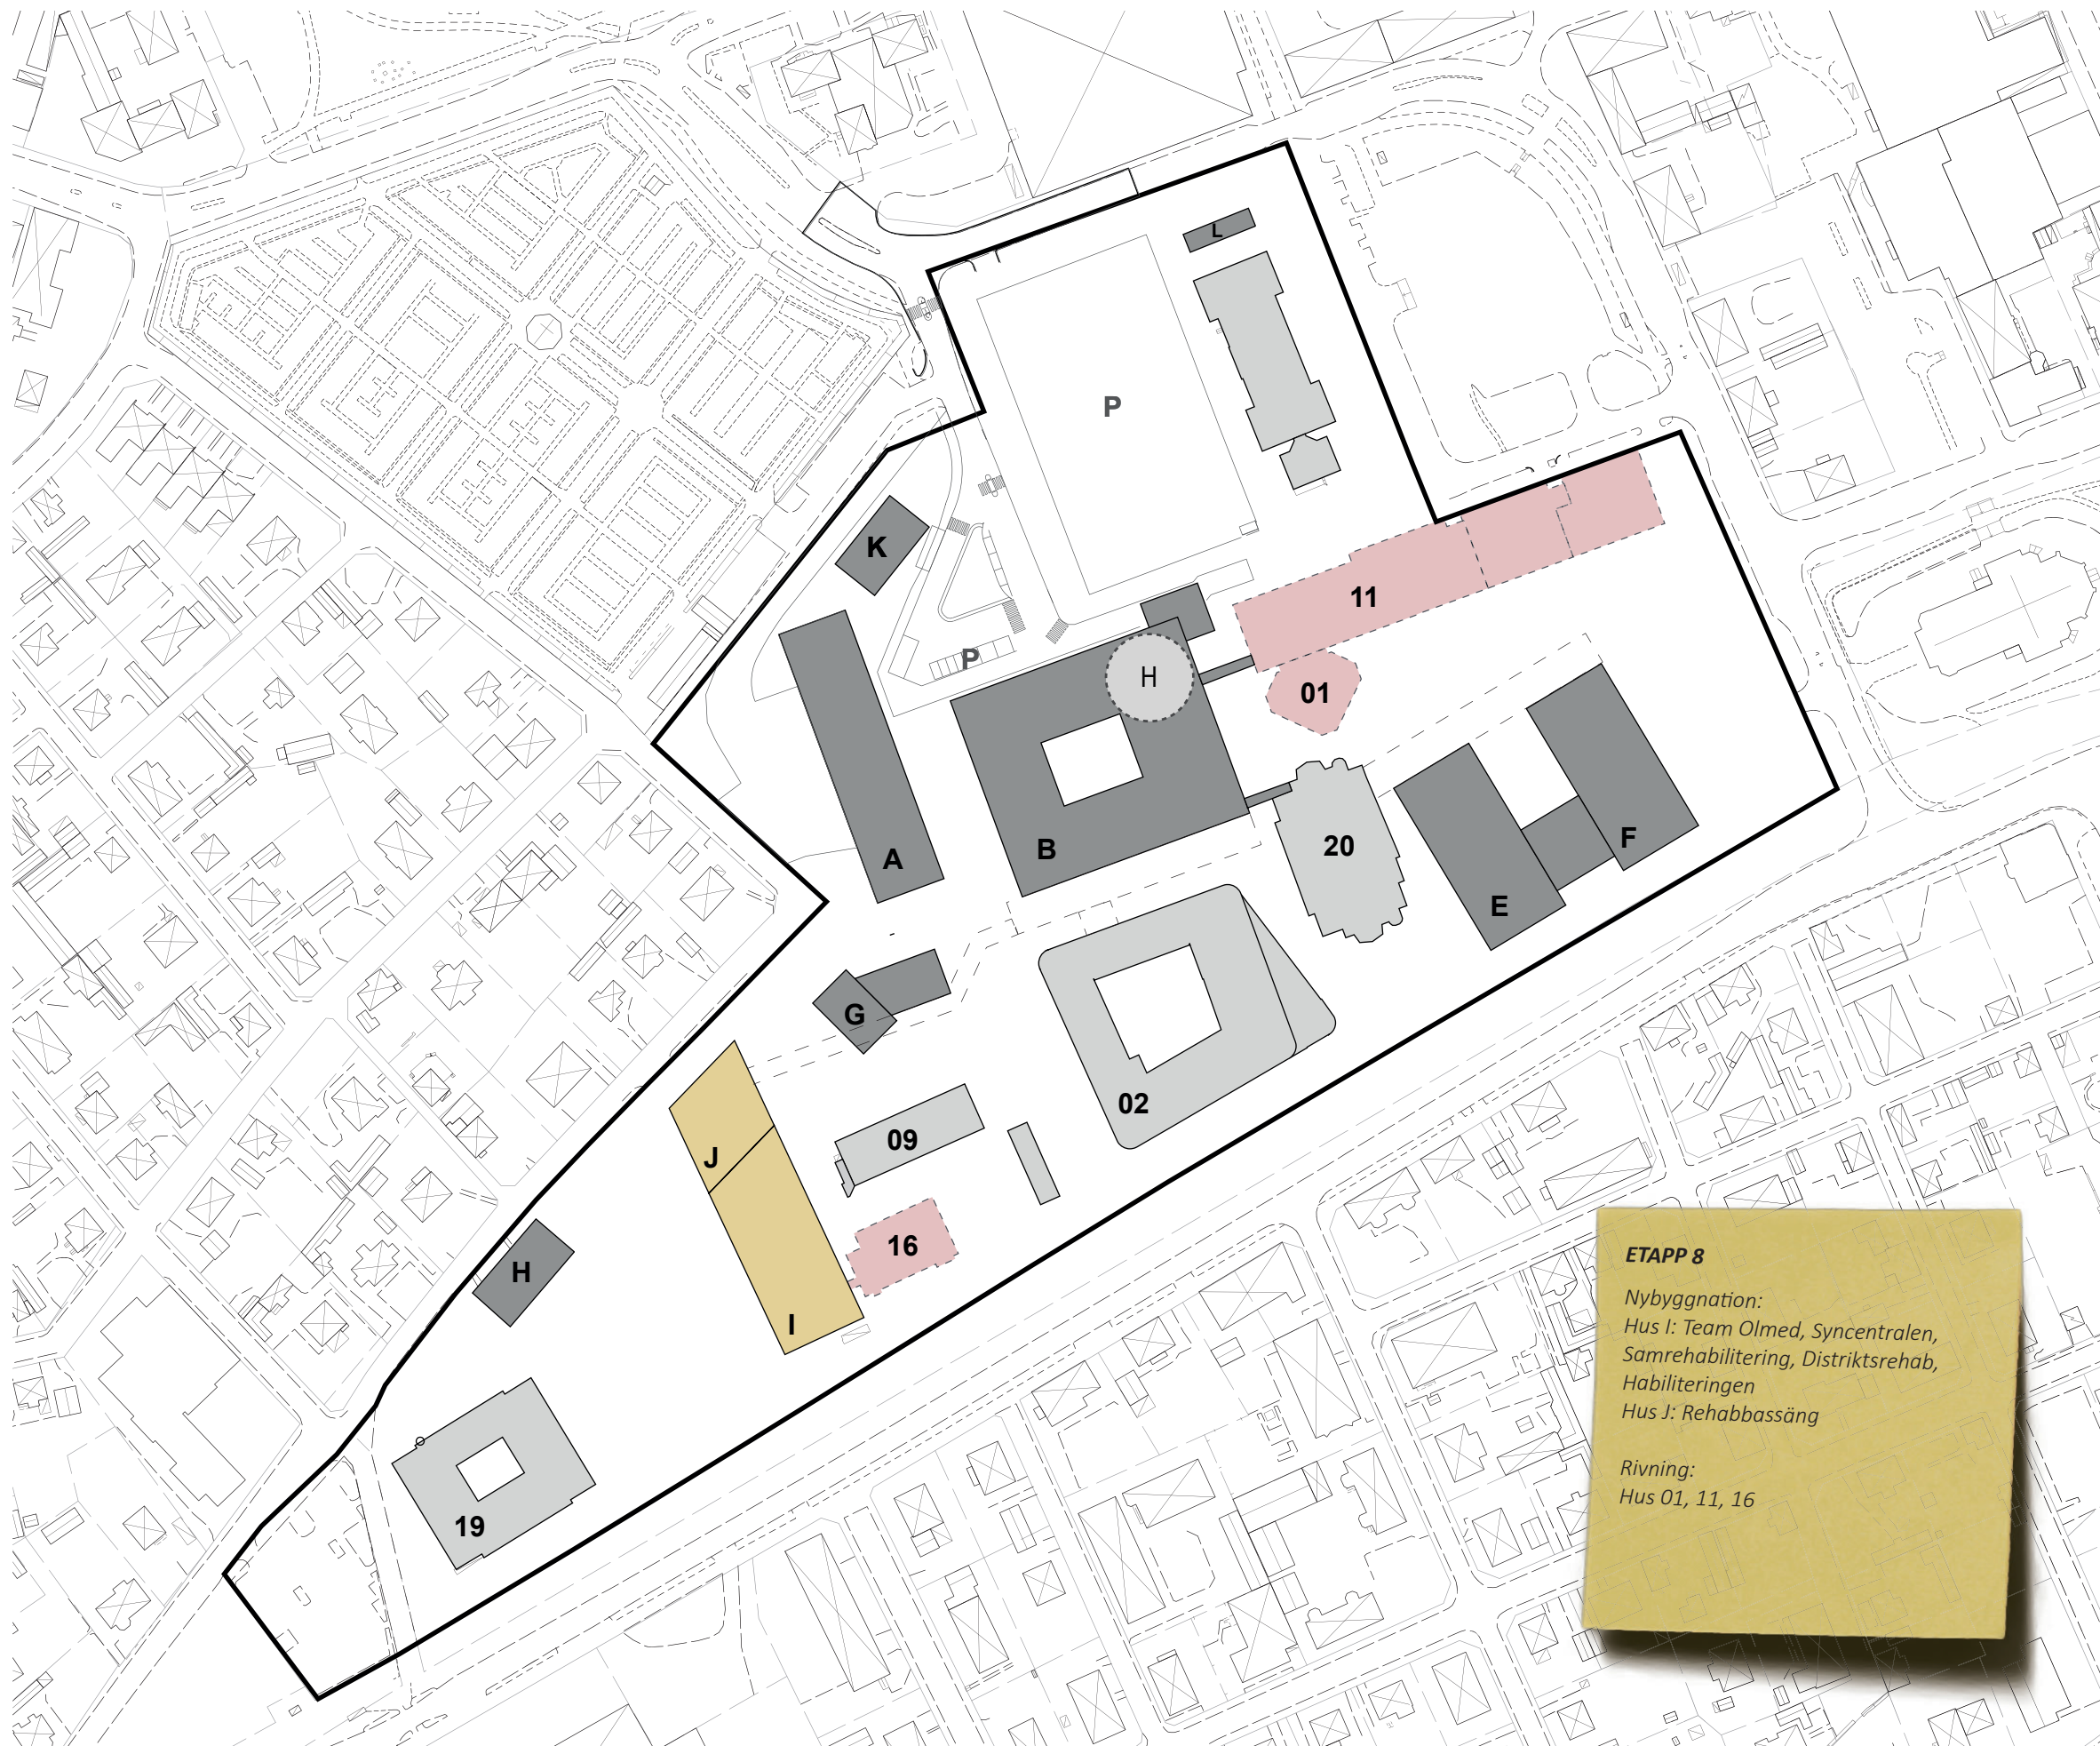 L
P
K
11
P
H
01
A
B
20
F
E
G
02
J
09
16
H
I
19
ETAPP 8
Nybyggnation:
Hus I: Team Olmed, Syncentralen,
Samrehabilitering, Distriktsrehab,
Habiliteringen
Hus J: Rehabbassäng
Rivning:
Hus 01, 11, 16